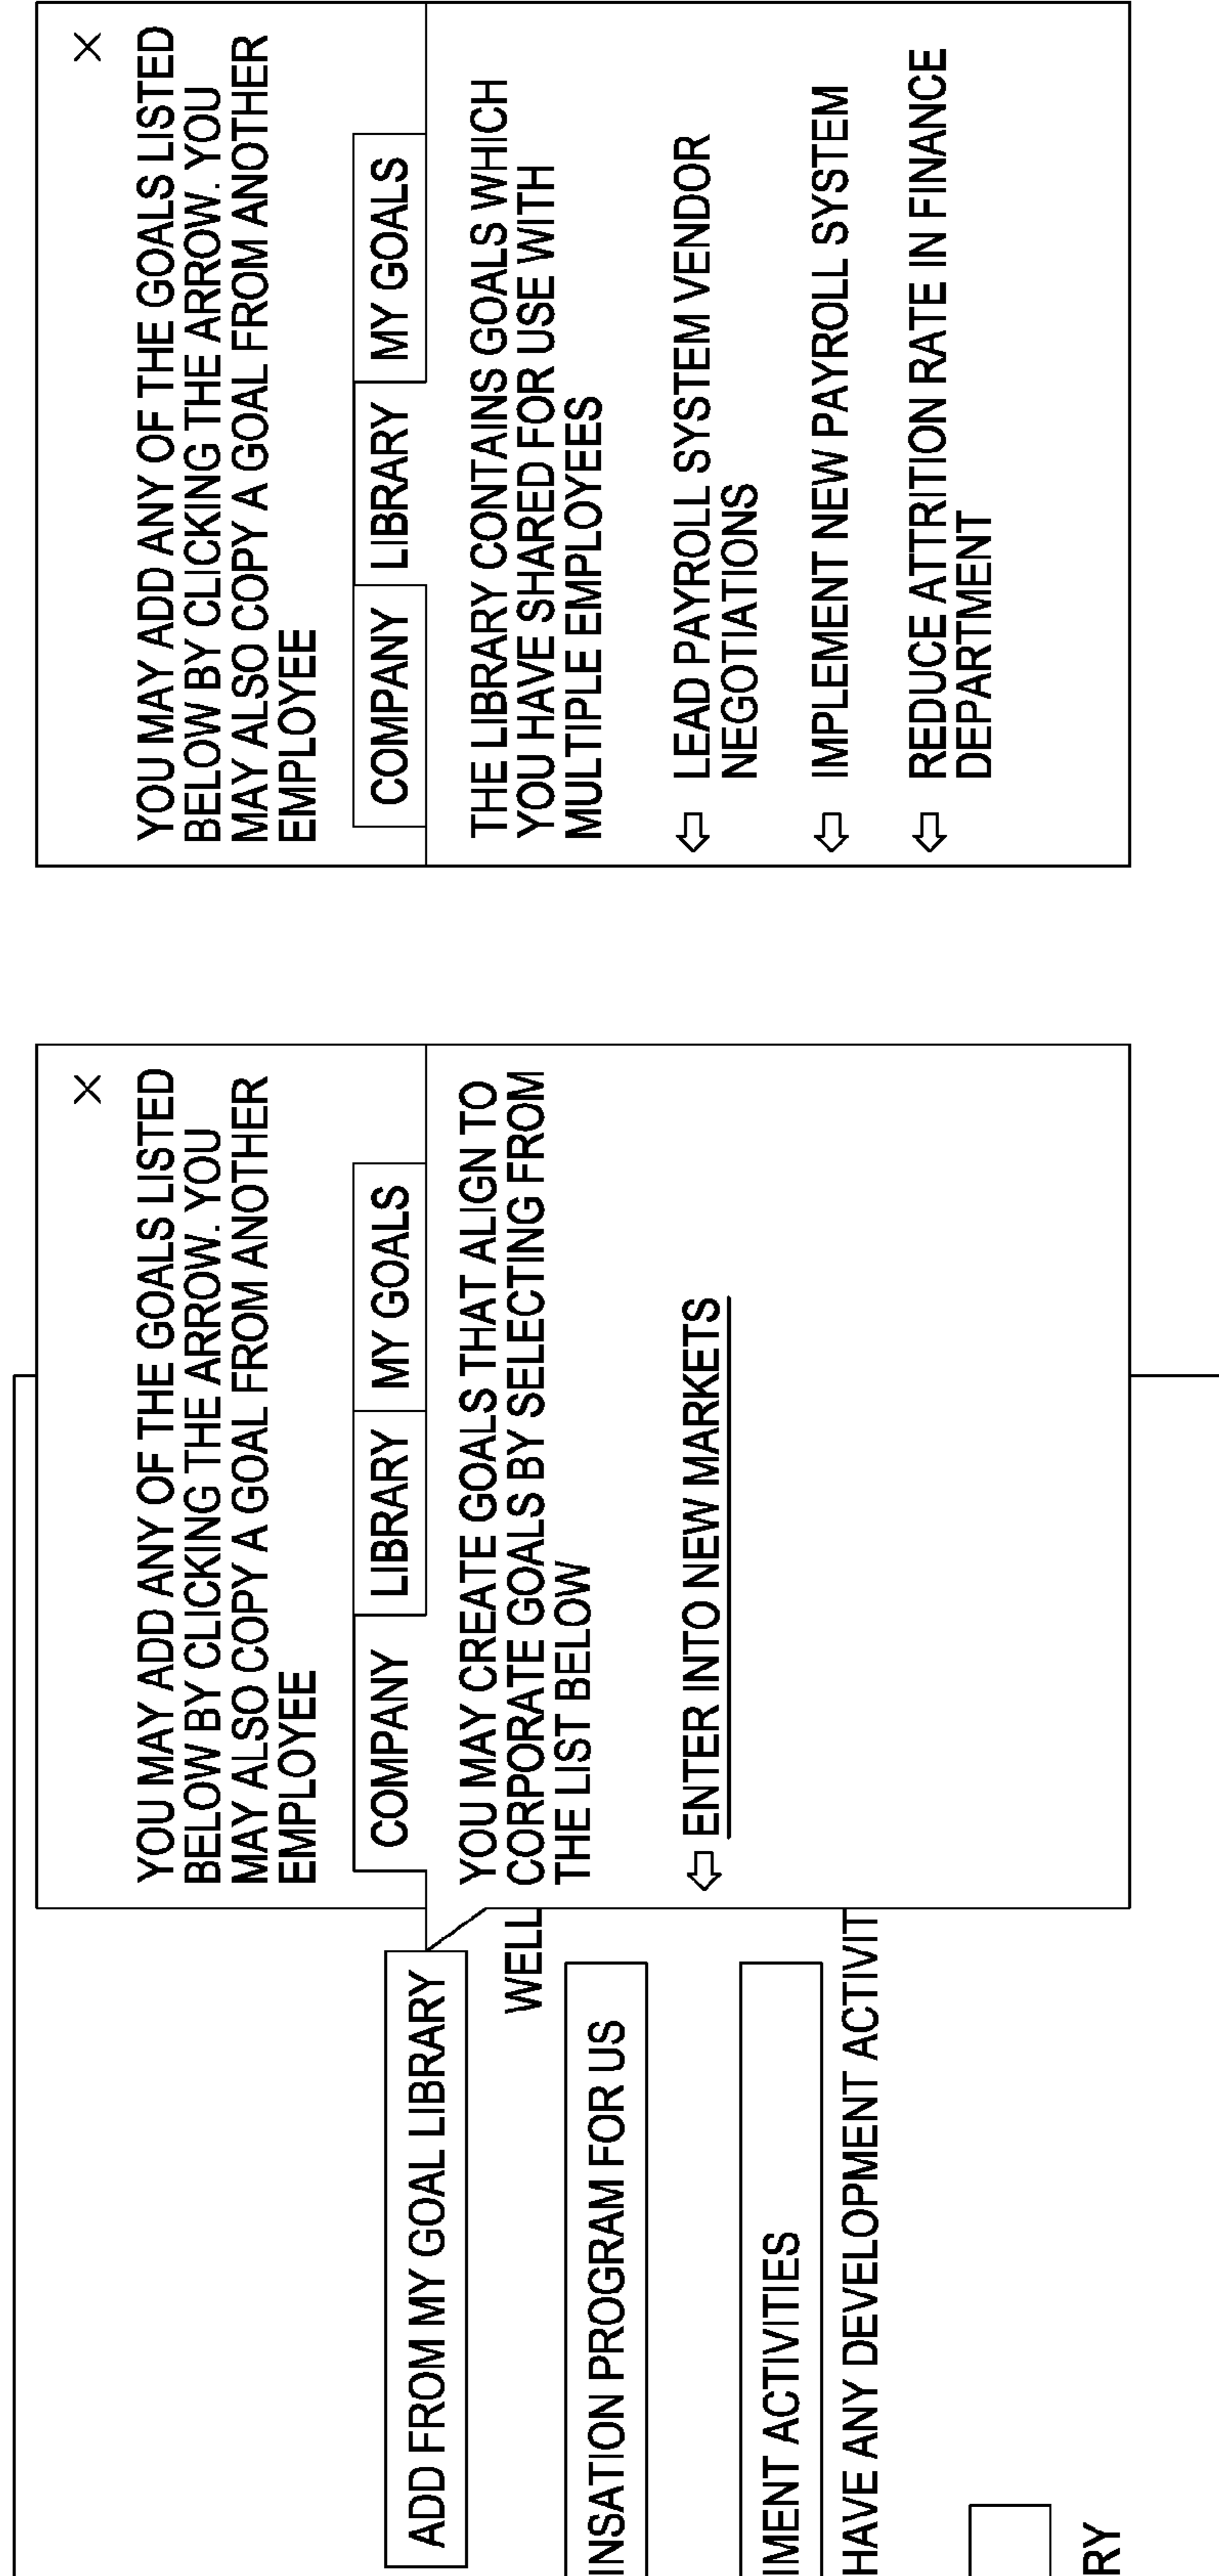 ADD FROM MY GOAL LIBRARY
WELL
INSATION PROGRAM FOR US
IMENT ACTIVITIES
HAVE ANY DEVELOPMENT ACTIVIT
RY
X
YOU MAY ADD ANY OF THE GOALS LISTED
BELOW BY CLICKING THE ARROW. YOU
MAY ALSO COPY A GOAL FROM ANOTHER
EMPLOYEE
COMPANY LIBRARY MY GOALS
YOU MAY CREATE GOALS THAT ALIGN TO
CORPORATE GOALS BY SELECTING FROM
THE LIST BELOW
ENTER INTO NEW MARKETS
X
YOU MAY ADD ANY OF THE GOALS LISTED
BELOW BY CLICKING THE ARROW. YOU
MAY ALSO COPY A GOAL FROM ANOTHER
EMPLOYEE
COMPANY LIBRARY MY GOALS
THE LIBRARY CONTAINS GOALS WHICH
YOU HAVE SHARED FOR USE WITH
MULTIPLE EMPLOYEES
LEAD PAYROLL SYSTEM VENDOR
NEGOTIATIONS
IMPLEMENT NEW PAYROLL SYSTEM
REDUCE ATTRITION RATE IN FINANCE
DEPARTMENT